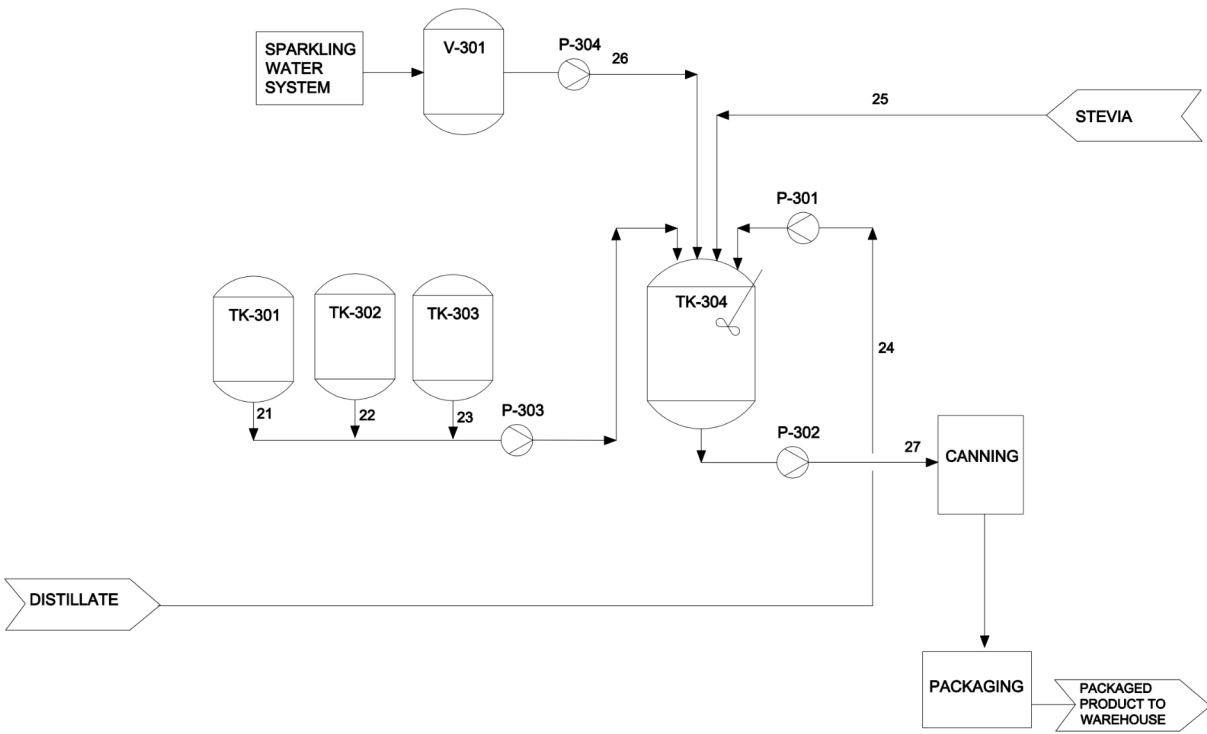 SPARKLING
WATER
SYSTEM
V-301
P-304
26
25
STEVIA
P-301
TK-301
TK-302
TK-303
TK-304
24
21
22
23
P-303
P-302
27
CANNING
DISTILLATE
PACKAGING
PACKAGED
PRODUCT TO
WAREHOUSE